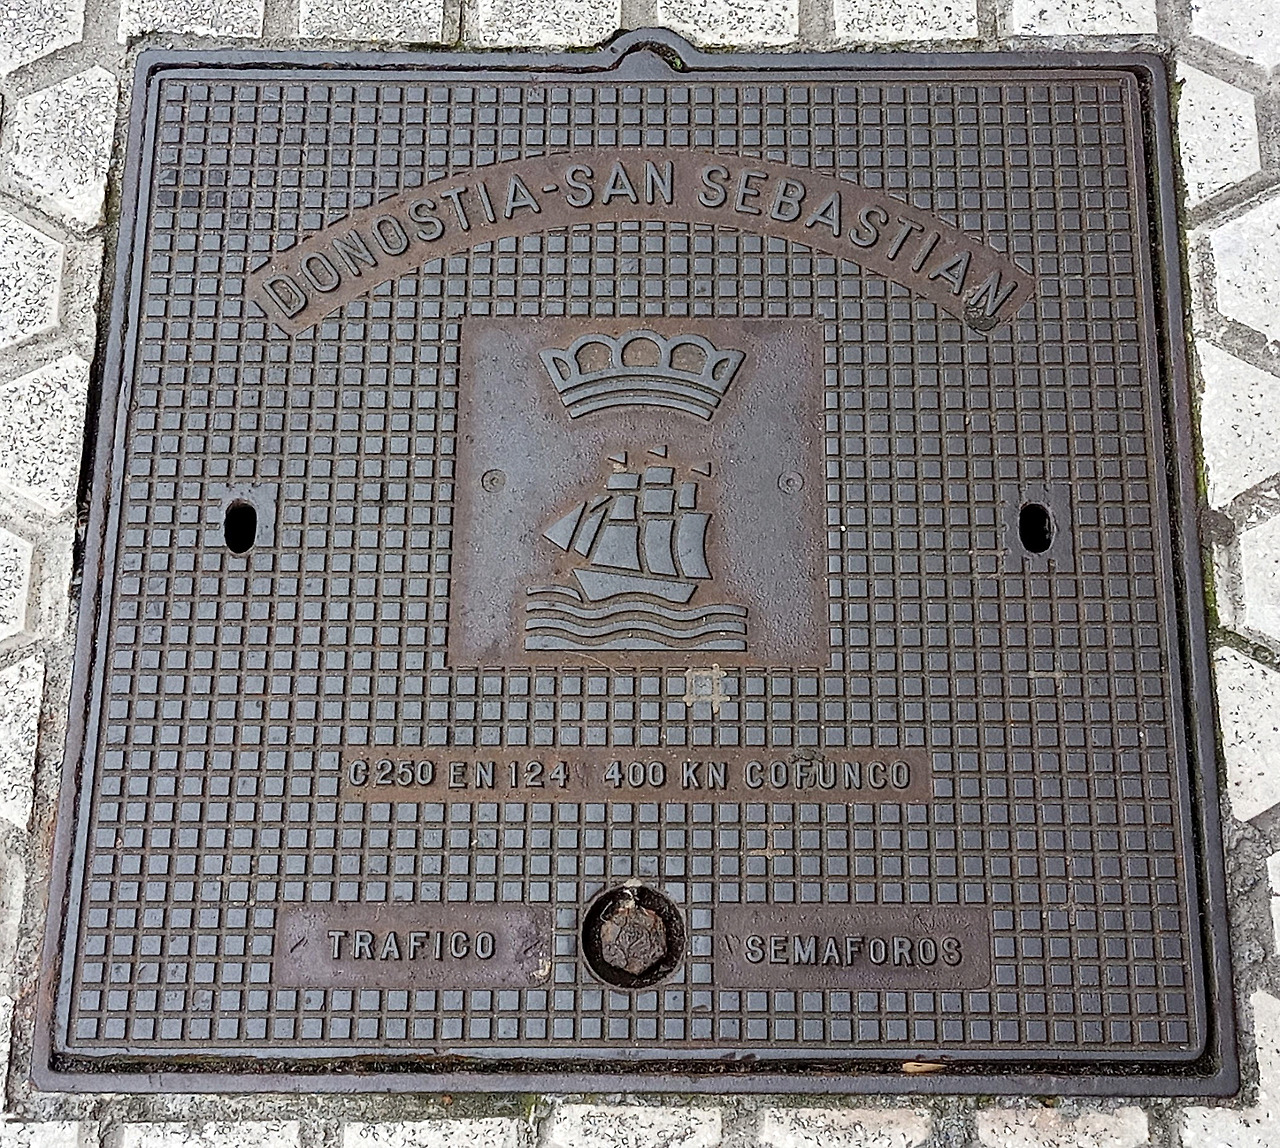 DONOSTIA-SAN SEBASTIAN
C250 EN 124 400 KN COFUNCO
TRAFICO
SEMAFOROS